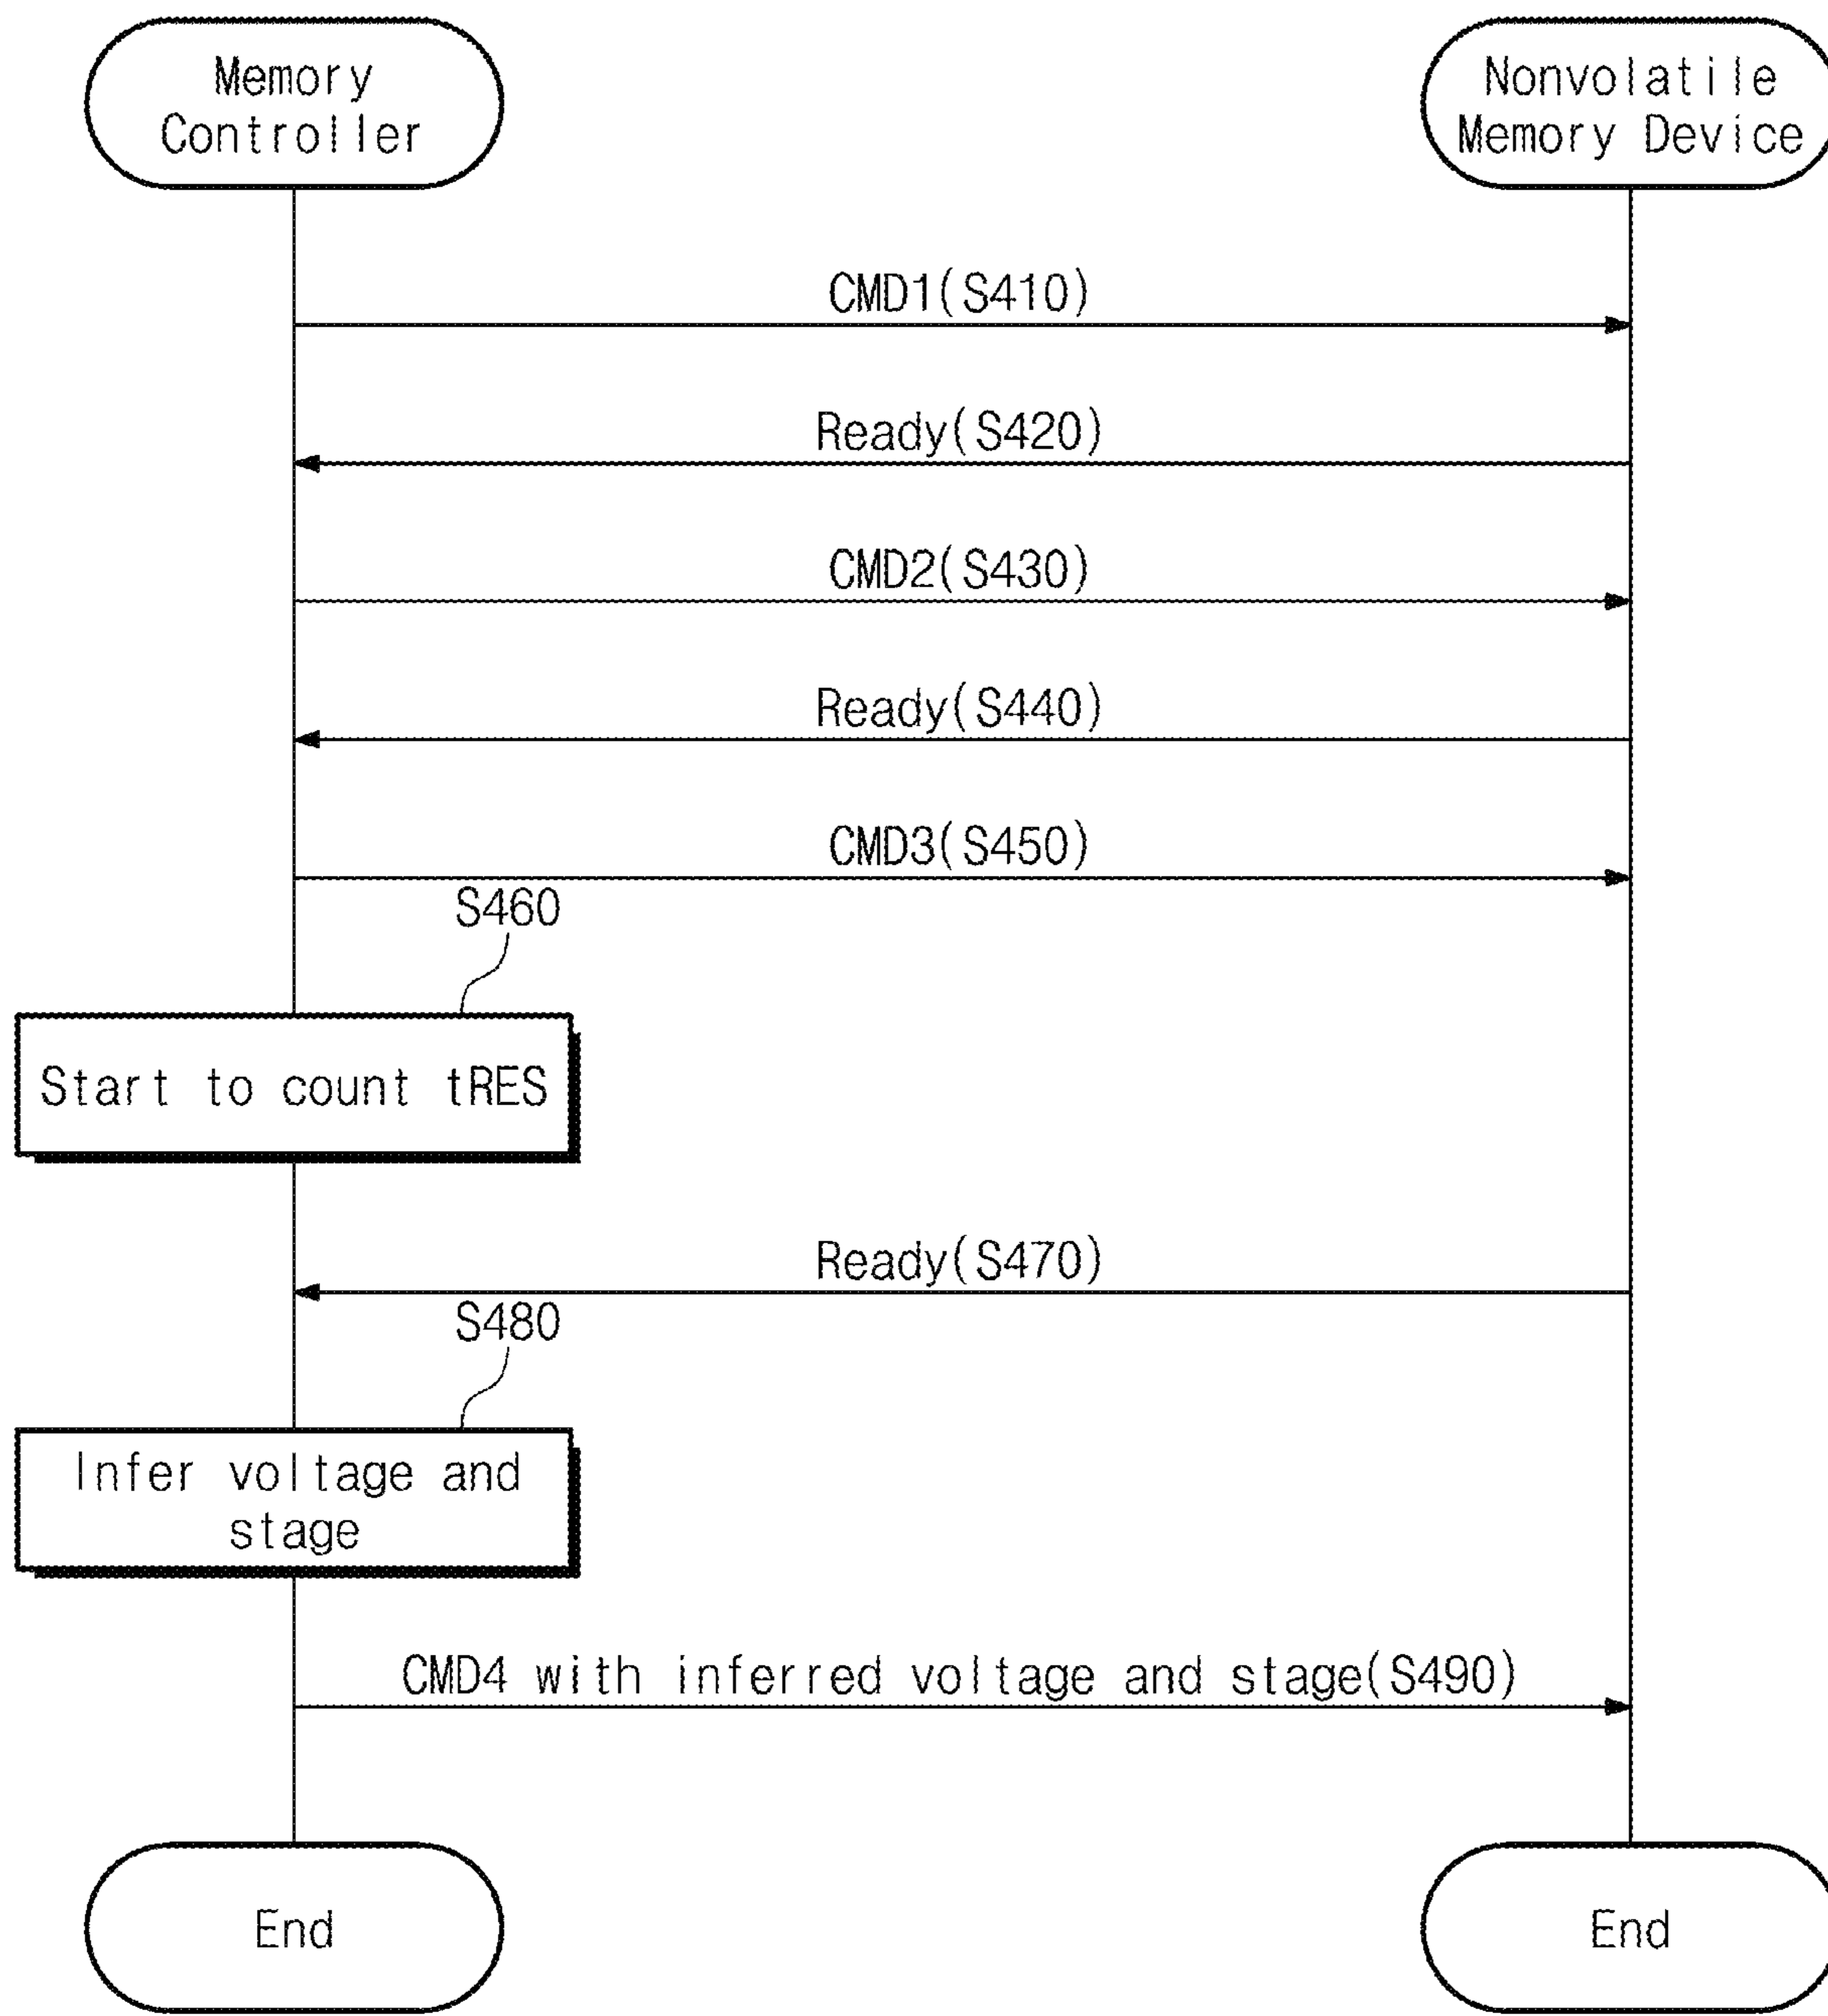 Memory
Controller
Nonvolatile
Memory Device
CMD1(S410)
Ready(S420)
CMD2(S430)
Ready(S440)
CMD3(S450)
S460
Start to count tRES
Ready(S470)
S480
Infer voltage and
stage
CMD4 with inferred voltage and stage(S490)
End
End